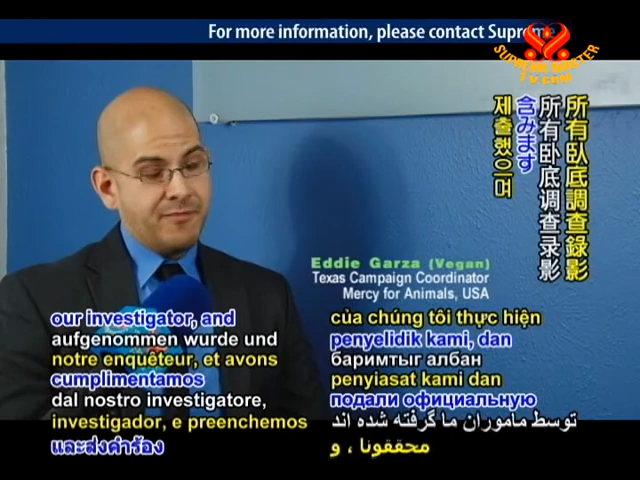 For more information, please contact Supreme
SUPREME MASTER
TV.COM
所有臥底調查錄影
所有卧底调查录影
含みます
제출했으며
Eddie Garza (Vegan)
Texas Campaign Coordinator
Mercy for Animals, USA
our investigator, and
aufgenommen wurde und
notre enquêteur, et avons
cumplimentamos
dal nostro investigatore,
investigador, e preenchemos
และส่งคำร้อง
của chúng tôi thực hiện
penyelidik kami, dan
баримтыг албан
penyiasat kami dan
подали официальную
توسط ماموران ما گرفته شده اند
محققونا ، و